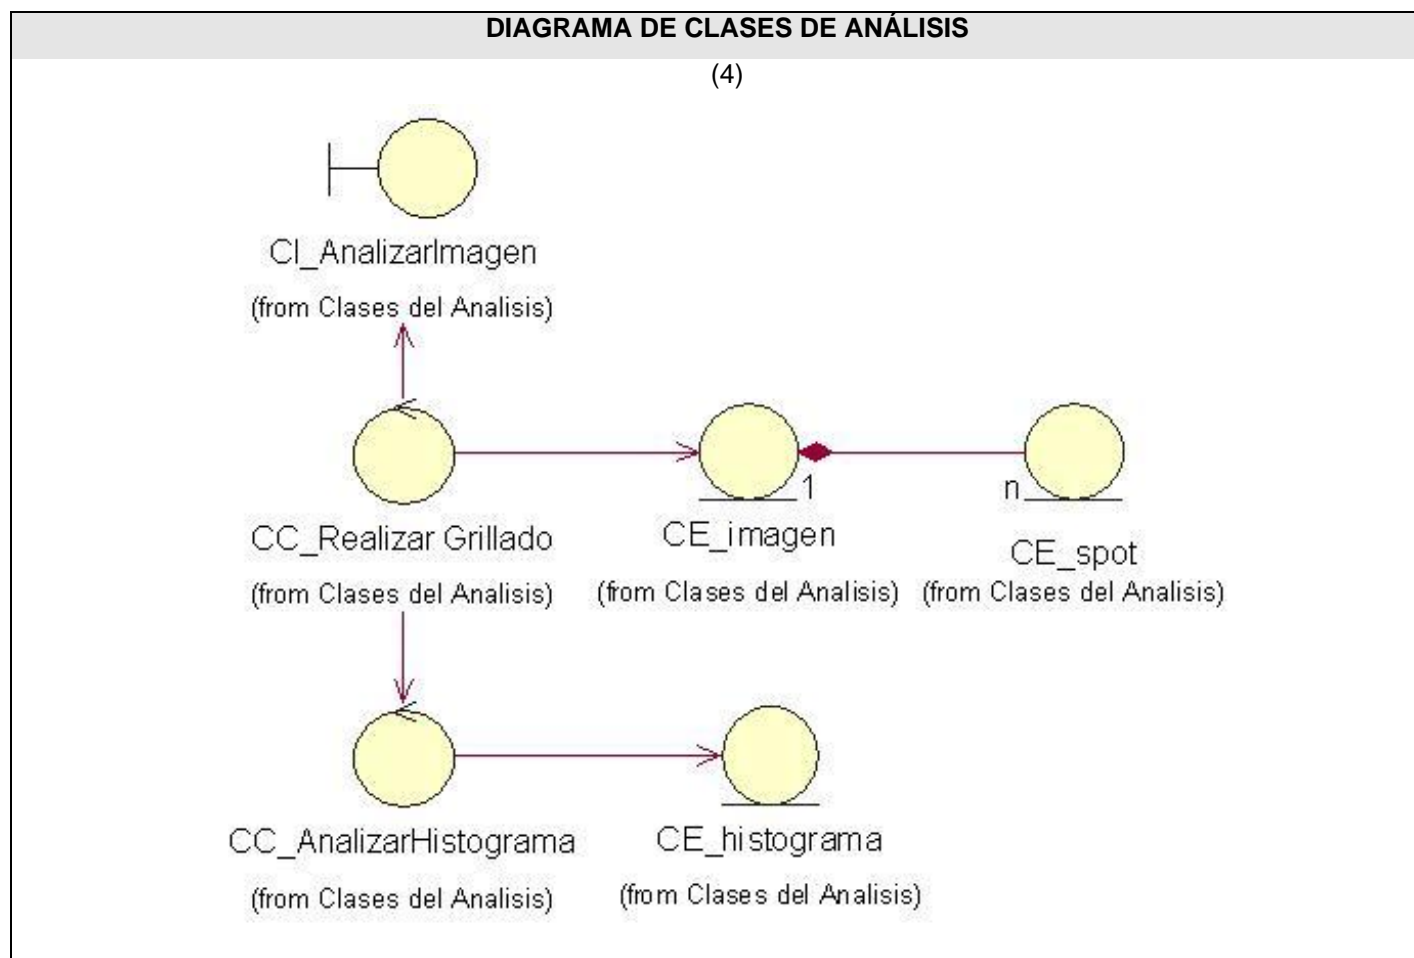 DIAGRAMA DE CLASES DE ANÁLISIS
(4)
CI_AnalizarImagen
(from Clases del Analisis)
CC_Realizar Grillado
(from Clases del Analisis)
1
CE_imagen
(from Clases del Analisis)
n
CE_spot
(from Clases del Analisis)
CC_AnalizarHistograma
(from Clases del Analisis)
CE_histograma
(from Clases del Analisis)